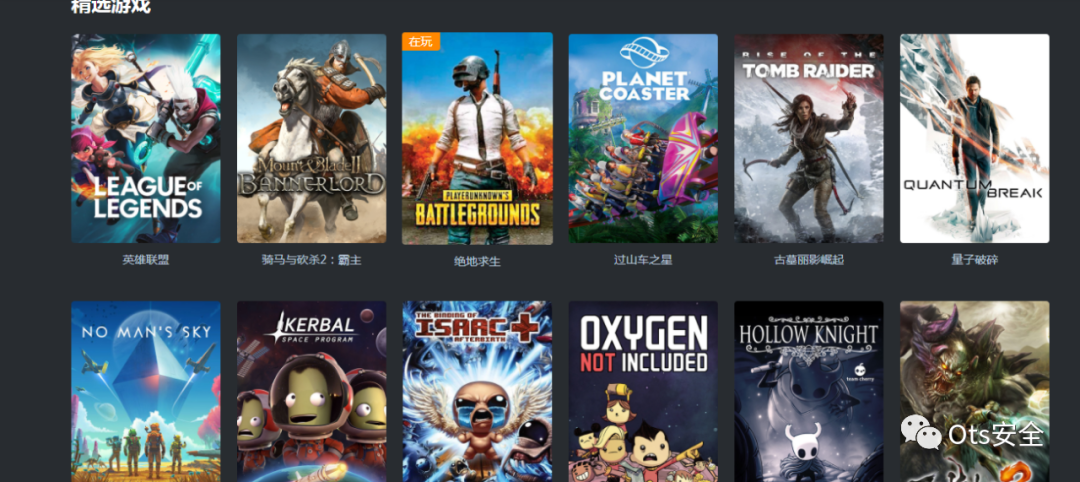 精选游戏
LEAGUE OF
LEGENDS
Mount & Blade II
BANNERLORD
在玩
PLAYERUNKNOWN'S
BATTLEGROUNDS
PLANET
COASTER
RISE OF THE
TOMB RAIDER
QUANTUM
BREAK
英雄联盟
骑马与砍杀2：霸主
绝地求生
过山车之星
古墓丽影崛起
量子破碎
NO MAN'S SKY
KERBAL
SPACE PROGRAM
THE BINDING OF
ISAAC
AFTERBIRTH
OXYGEN
NOT INCLUDED
HOLLOW KNIGHT
team cherry
Ots安全